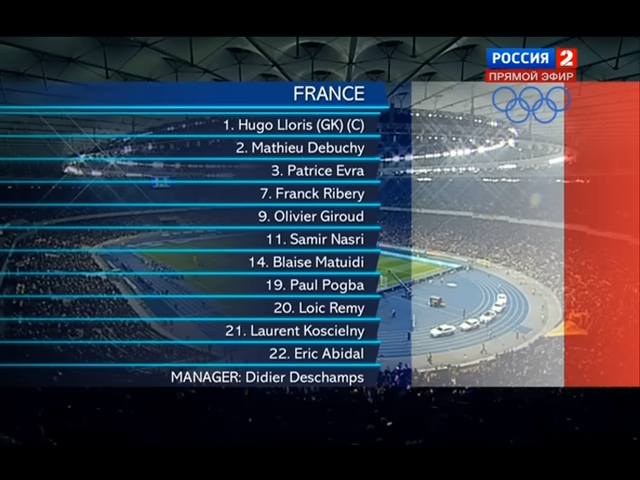 РОССИЯ 2
ПРЯМОЙ ЭФИР
FRANCE
1. Hugo Lloris (GK) (C)
2. Mathieu Debuchy
3. Patrice Evra
7. Franck Ribery
9. Olivier Giroud
11. Samir Nasri
14. Blaise Matuidi
19. Paul Pogba
20. Loic Remy
21. Laurent Koscielny
22. Eric Abidal
MANAGER: Didier Deschamps